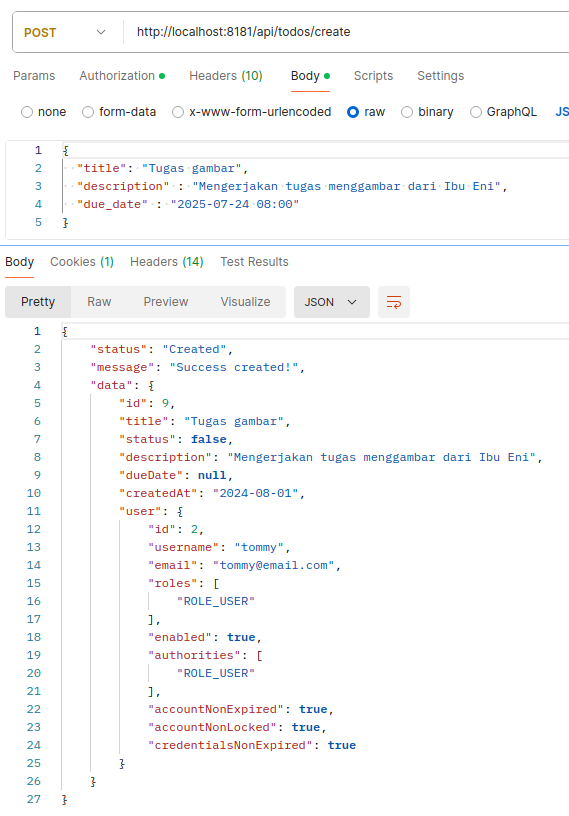 POST http://localhost:8181/api/todos/create
Params Authorization Headers (10) Body Scripts Settings
none form-data x-www-form-urlencoded raw binary GraphQL JS
1 {
2 "title": "Tugas gambar",
3 "description" : "Mengerjakan tugas menggambar dari Ibu Eni",
4 "due_date" : "2025-07-24 08:00"
5 }
Body Cookies (1) Headers (14) Test Results
Pretty Raw Preview Visualize JSON
1 {
2 "status": "Created",
3 "message": "Success created!",
4 "data": {
5 "id": 9,
6 "title": "Tugas gambar",
7 "status": false,
8 "description": "Mengerjakan tugas menggambar dari Ibu Eni",
9 "dueDate": null,
10 "createdAt": "2024-08-01",
11 "user": {
12 "id": 2,
13 "username": "tommy",
14 "email": "tommy@email.com",
15 "roles": [
16 "ROLE_USER"
17 ],
18 "enabled": true,
19 "authorities": [
20 "ROLE_USER"
21 ],
22 "accountNonExpired": true,
23 "accountNonLocked": true,
24 "credentialsNonExpired": true
25 }
26 }
27 }